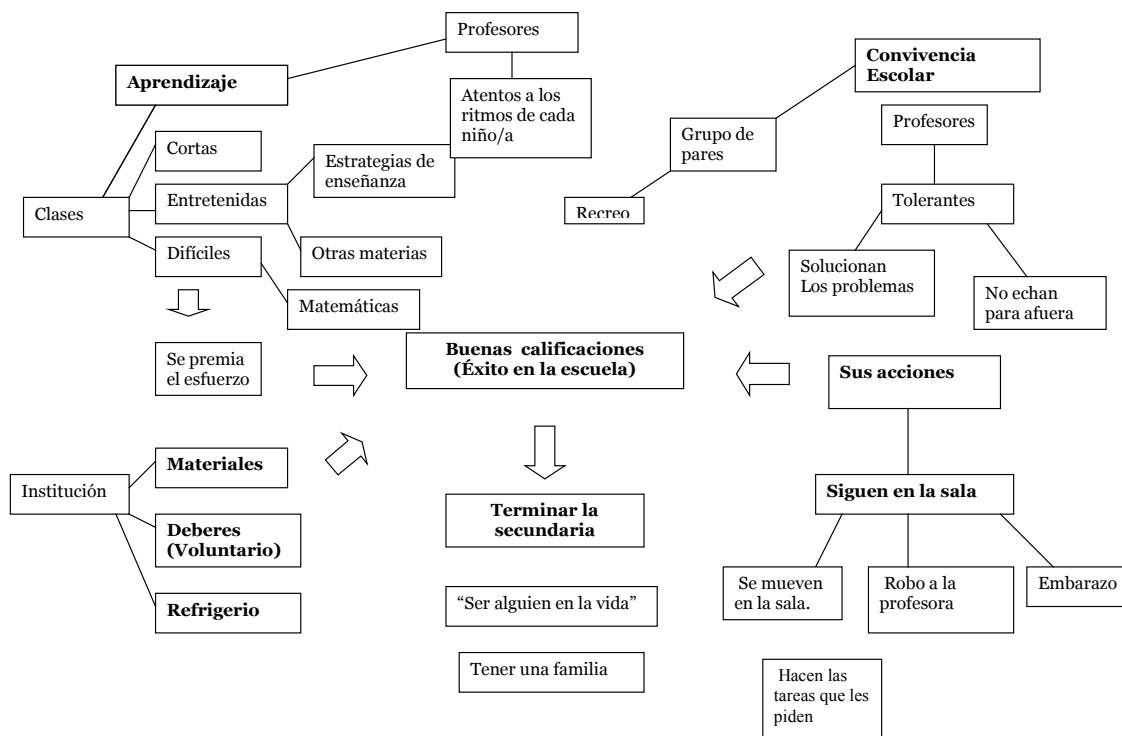 Profesores
Aprendizaje
Convivencia
Escolar
Atentos a los
ritmos de cada
niño/a
Profesores
Grupo de
pares
Cortas
Estrategias de
enseñanza
Clases
Entretenidas
Recreo
Tolerantes
Difíciles
Otras materias
Solucionan
Los problemas
Matemáticas
No echan
para afuera
Se premia
el esfuerzo
Buenas calificaciones
(Éxito en la escuela)
Sus acciones
Institución
Materiales
Deberes
(Voluntario)
Refrigerio
Terminar la
secundaria
Siguen en la sala
Se mueven
en la sala.
Robo a la
profesora
Embarazo
“Ser alguien en la vida”
Tener una familia
Hacen las
tareas que les
piden